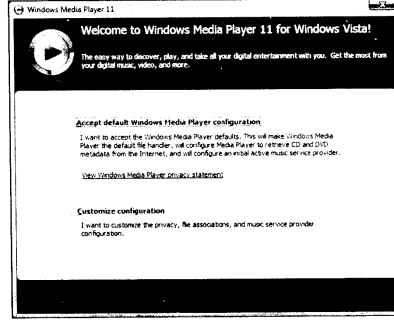 Windows Media Player 11
Welcome to Windows Media Player 11 for Windows Vista!
The easy way to discover, play, and take all your digital entertainment with you. Get the most from
your digital music, video, and more.
Accept default Windows Media Player configuration
I want to accept the Windows Media Player defaults. This will make Windows Media
Player the default file handler, will configure Media Player to retrieve CD and DVD
metadata from the Internet, and will configure an initial active music service provider.
View Windows Media Player privacy statement
Customize configuration
I want to customize the privacy, file associations, and music service provider
configuration.